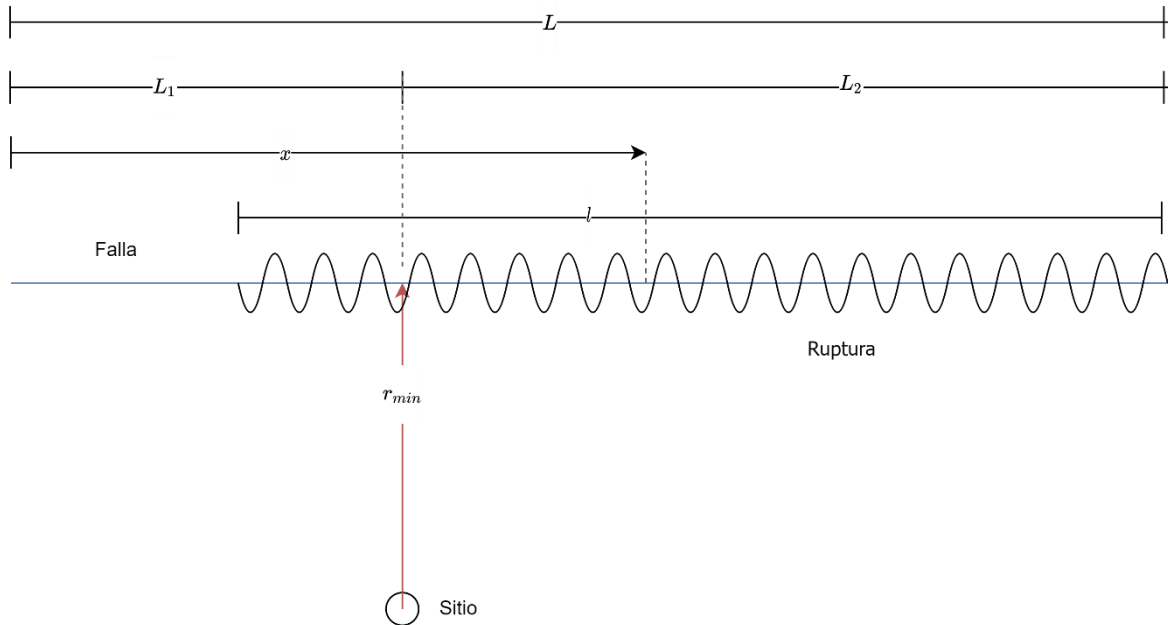 L
L₁ L₂
x
l
Falla
Ruptura
rₘᵢₙ
Sitio